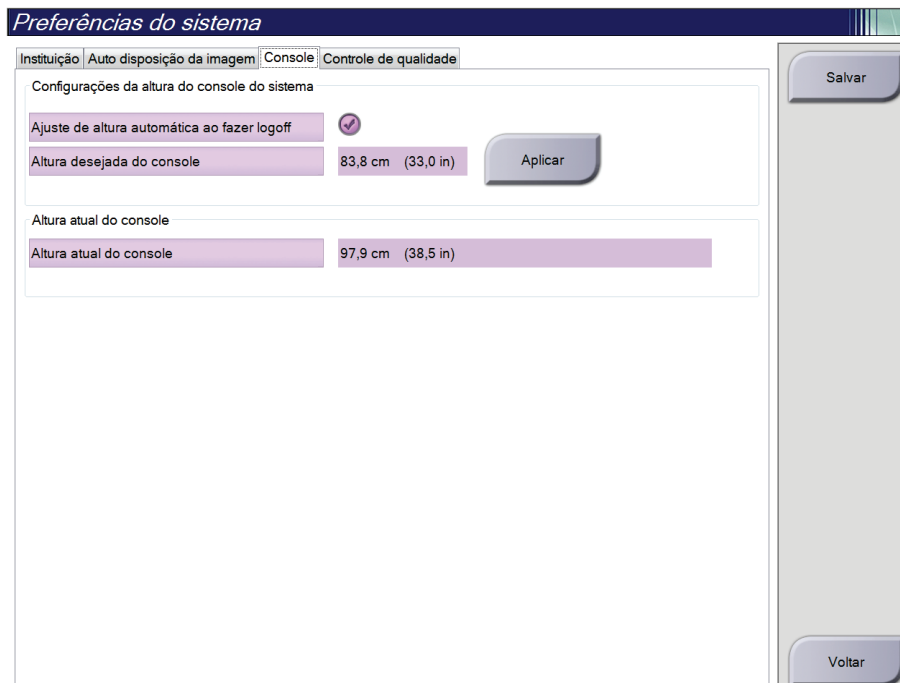 Preferências do sistema
Instituição Auto disposição da imagem Console Controle de qualidade
Salvar
Configurações da altura do console do sistema
Ajuste de altura automática ao fazer logoff
Altura desejada do console 83,8 cm (33,0 in) Aplicar
Altura atual do console
Altura atual do console 97,9 cm (38,5 in)
Voltar